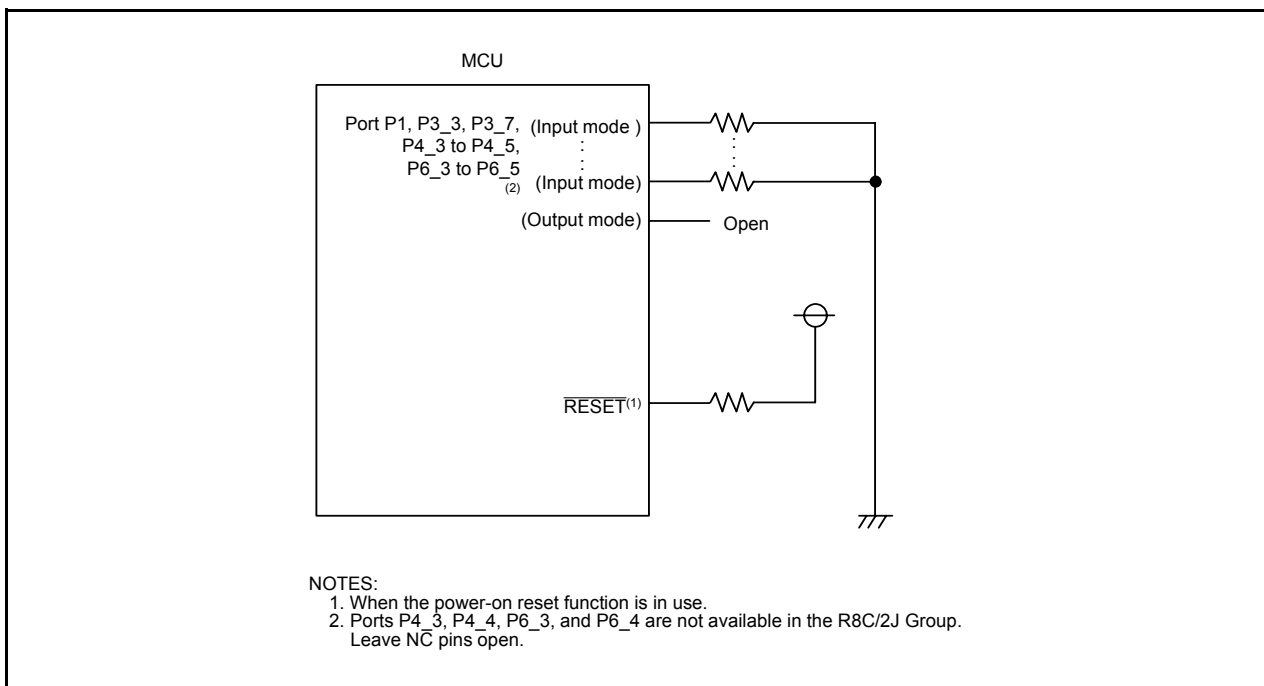 MCU
Port P1, P3_3, P3_7, (Input mode )
P4_3 to P4_5,
P6_3 to P6_5
(2) (Input mode)
(Output mode) Open
RESET(1)
NOTES:
1. When the power-on reset function is in use.
2. Ports P4_3, P4_4, P6_3, and P6_4 are not available in the R8C/2J Group.
Leave NC pins open.